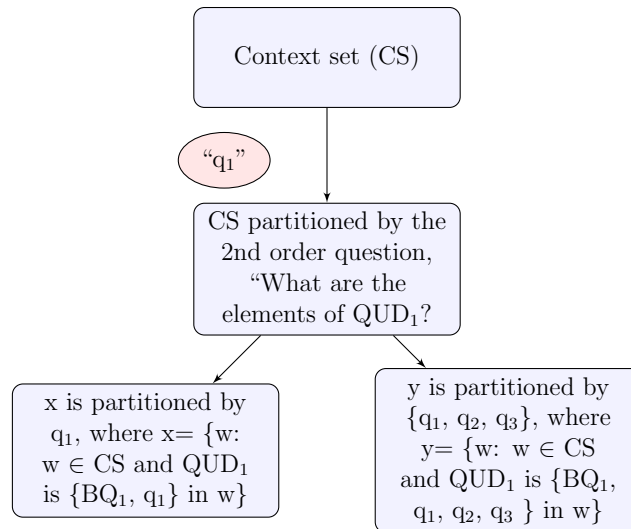 Context set (CS)
“q₁”
CS partitioned by the
2nd order question,
“What are the
elements of QUD₁?
x is partitioned by
q₁, where x= {w:
w ∈ CS and QUD₁
is {BQ₁, q₁} in w}
y is partitioned by
{q₁, q₂, q₃}, where
y= {w: w ∈ CS
and QUD₁ is {BQ₁,
q₁, q₂, q₃ } in w}